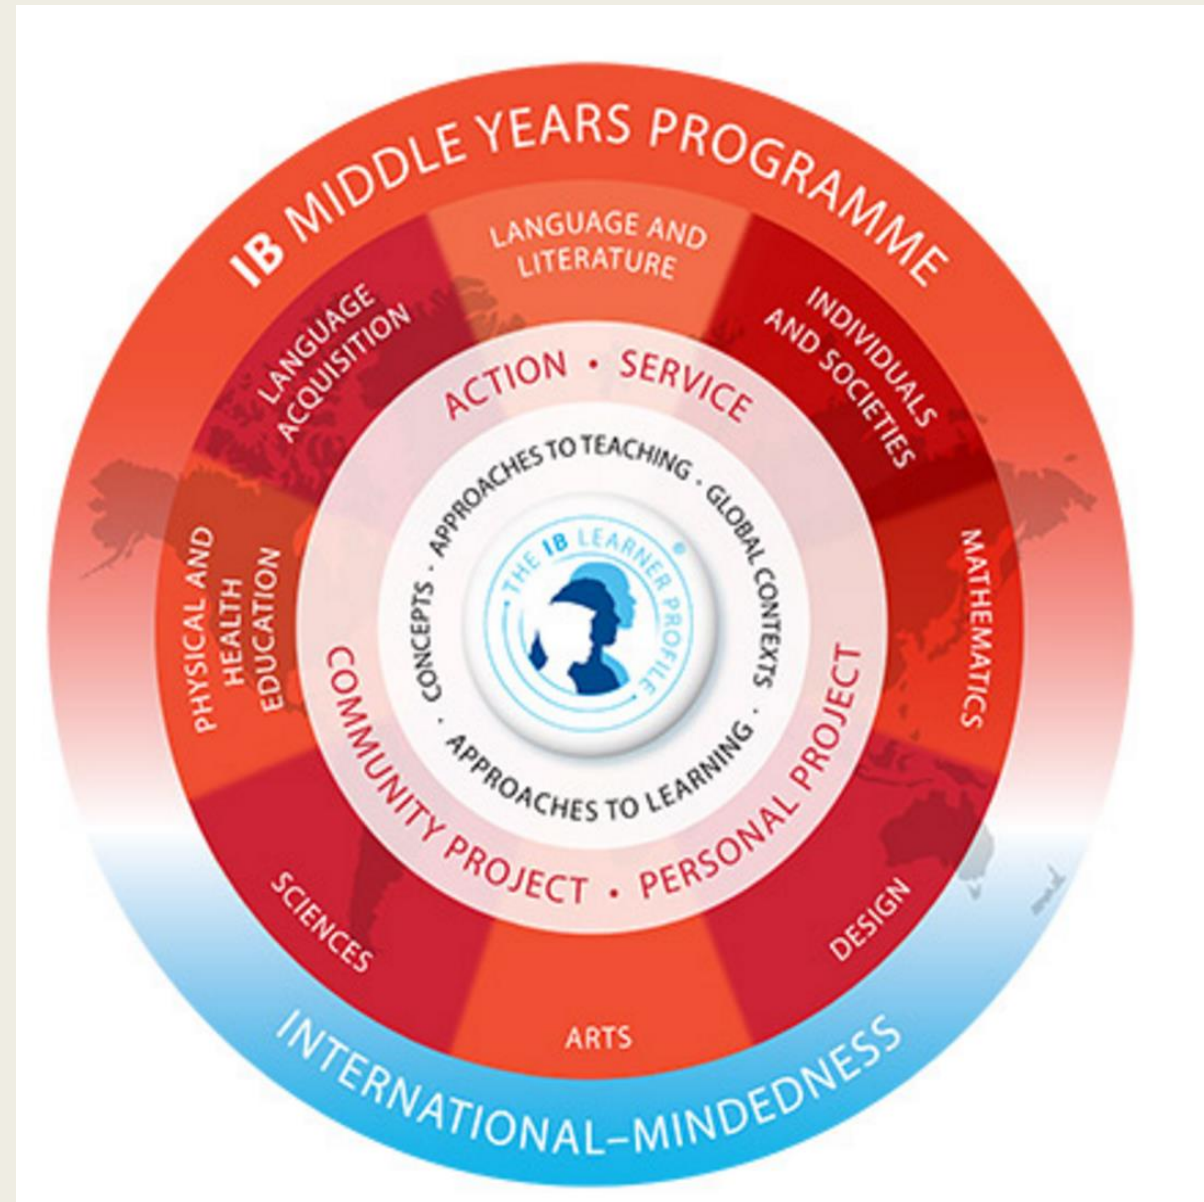 IB MIDDLE YEARS PROGRAMME
LANGUAGE AND
LITERATURE
INDIVIDUALS
AND SOCIETIES
MATHEMATICS
DESIGN
ARTS
SCIENCES
PHYSICAL AND
HEALTH
EDUCATION
LANGUAGE
ACQUISITION
ACTION • SERVICE
COMMUNITY PROJECT • PERSONAL PROJECT
APPROACHES TO TEACHING · GLOBAL CONTEXTS ·
APPROACHES TO LEARNING · CONCEPTS ·
THE IB LEARNER PROFILE ®
INTERNATIONAL–MINDEDNESS